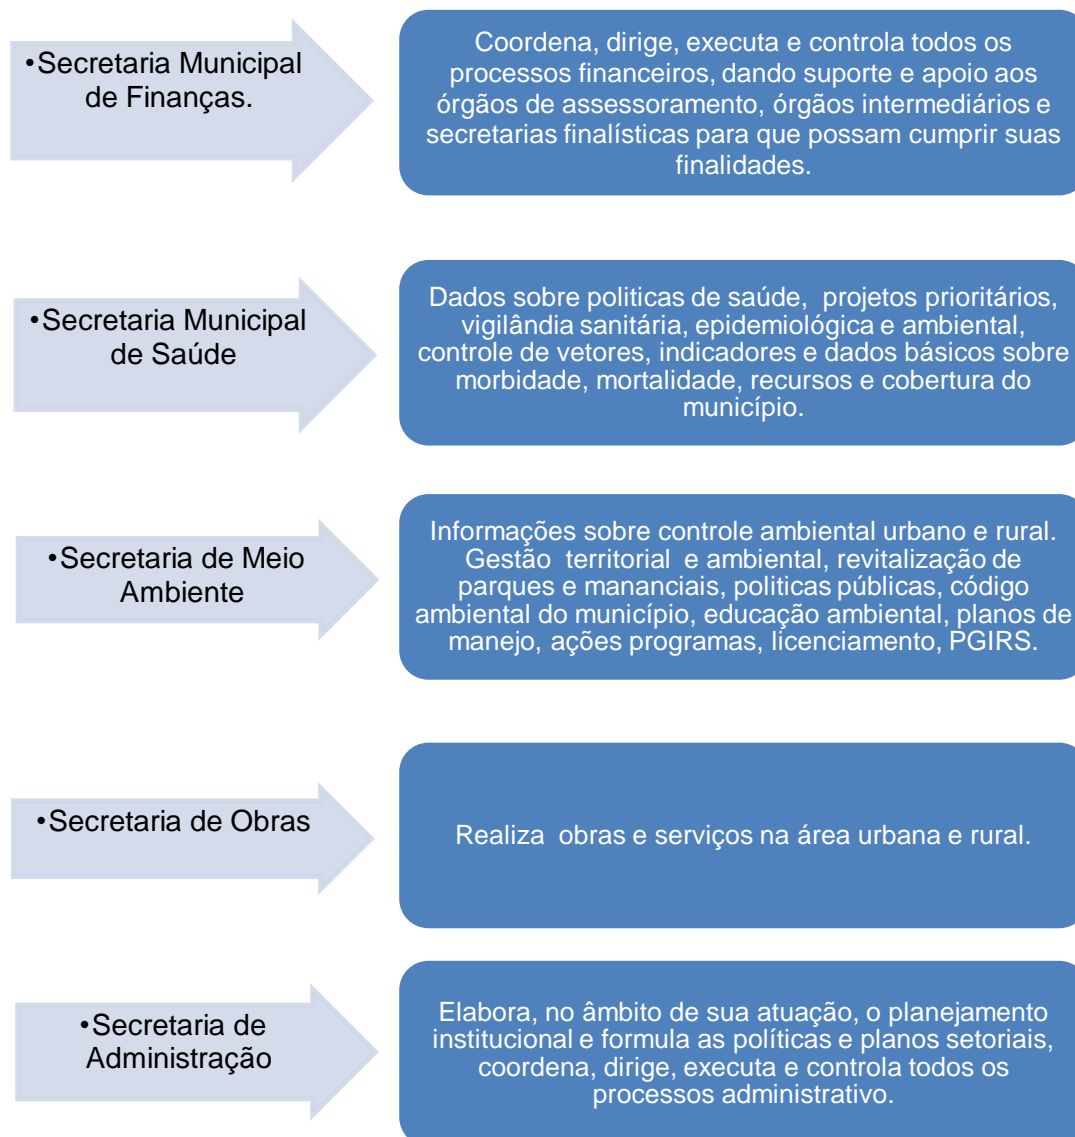 •Secretaria Municipal
de Finanças.
Coordena, dirige, executa e controla todos os
processos financeiros, dando suporte e apoio aos
órgãos de assessoramento, órgãos intermediários e
secretarias finalísticas para que possam cumprir suas
finalidades.
•Secretaria Municipal
de Saúde
Dados sobre politicas de saúde, projetos prioritários,
vigilândia sanitária, epidemiológica e ambiental,
controle de vetores, indicadores e dados básicos sobre
morbidade, mortalidade, recursos e cobertura do
município.
•Secretaria de Meio
Ambiente
Informações sobre controle ambiental urbano e rural.
Gestão territorial e ambiental, revitalização de
parques e mananciais, politicas públicas, código
ambiental do município, educação ambiental, planos de
manejo, ações programas, licenciamento, PGIRS.
•Secretaria de Obras
Realiza obras e serviços na área urbana e rural.
•Secretaria de
Administração
Elabora, no âmbito de sua atuação, o planejamento
institucional e formula as políticas e planos setoriais,
coordena, dirige, executa e controla todos os
processos administrativo.